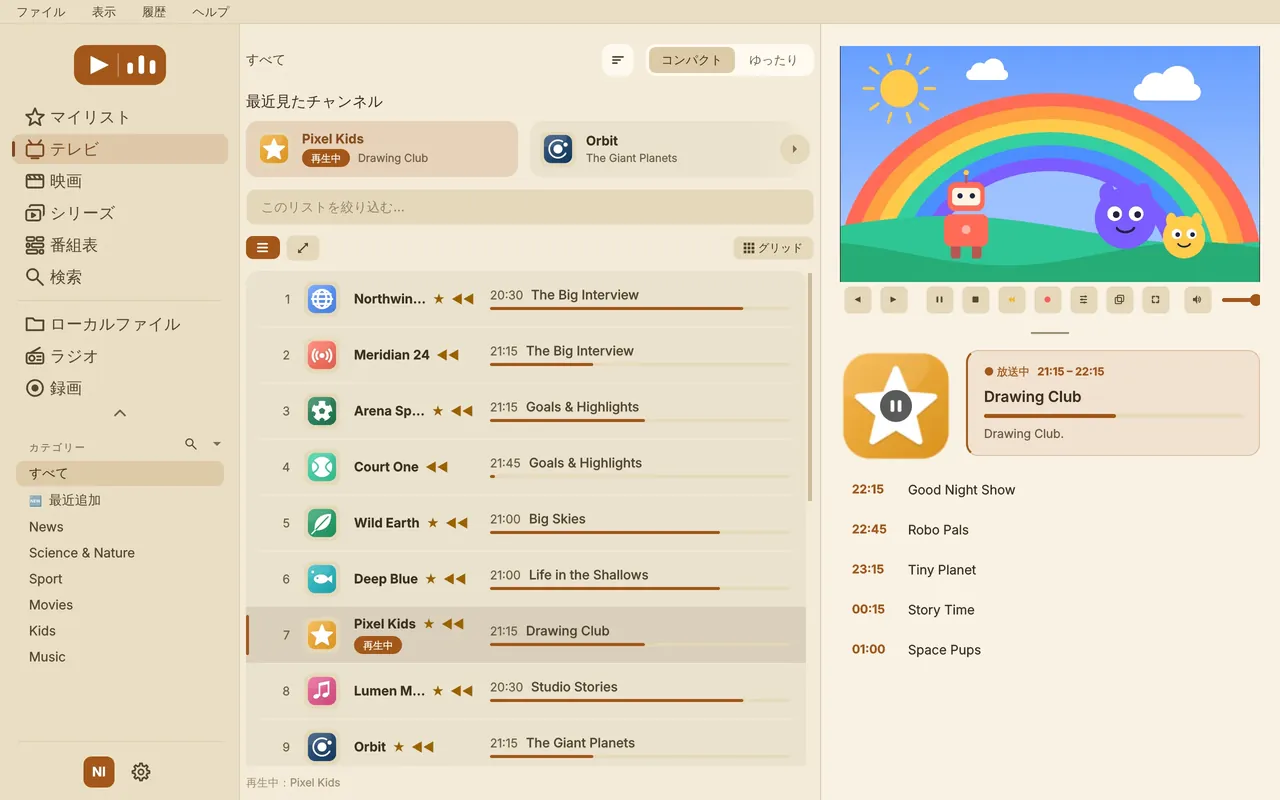 ファイル 表示 履歴 ヘルプ
マイリスト
テレビ
映画
シリーズ
番組表
検索
ローカルファイル
ラジオ
録画
カテゴリー
すべて
🆕 最近追加
News
Science & Nature
Sport
Movies
Kids
Music
NI
すべて
コンパクト ゆったり
最近見たチャンネル
Pixel Kids
再生中 Drawing Club
Orbit
The Giant Planets
このリストを絞り込む...
グリッド
1 Northwin... ★ 20:30 The Big Interview
2 Meridian 24 21:15 The Big Interview
3 Arena Sp... ★ 21:15 Goals & Highlights
4 Court One 21:45 Goals & Highlights
5 Wild Earth ★ 21:00 Big Skies
6 Deep Blue ★ 21:00 Life in the Shallows
7 Pixel Kids ★ 21:15 Drawing Club
再生中
8 Lumen M... ★ 20:30 Studio Stories
9 Orbit ★ 21:15 The Giant Planets
再生中：Pixel Kids
放送中 21:15 – 22:15
Drawing Club
Drawing Club.
22:15 Good Night Show
22:45 Robo Pals
23:15 Tiny Planet
00:15 Story Time
01:00 Space Pups